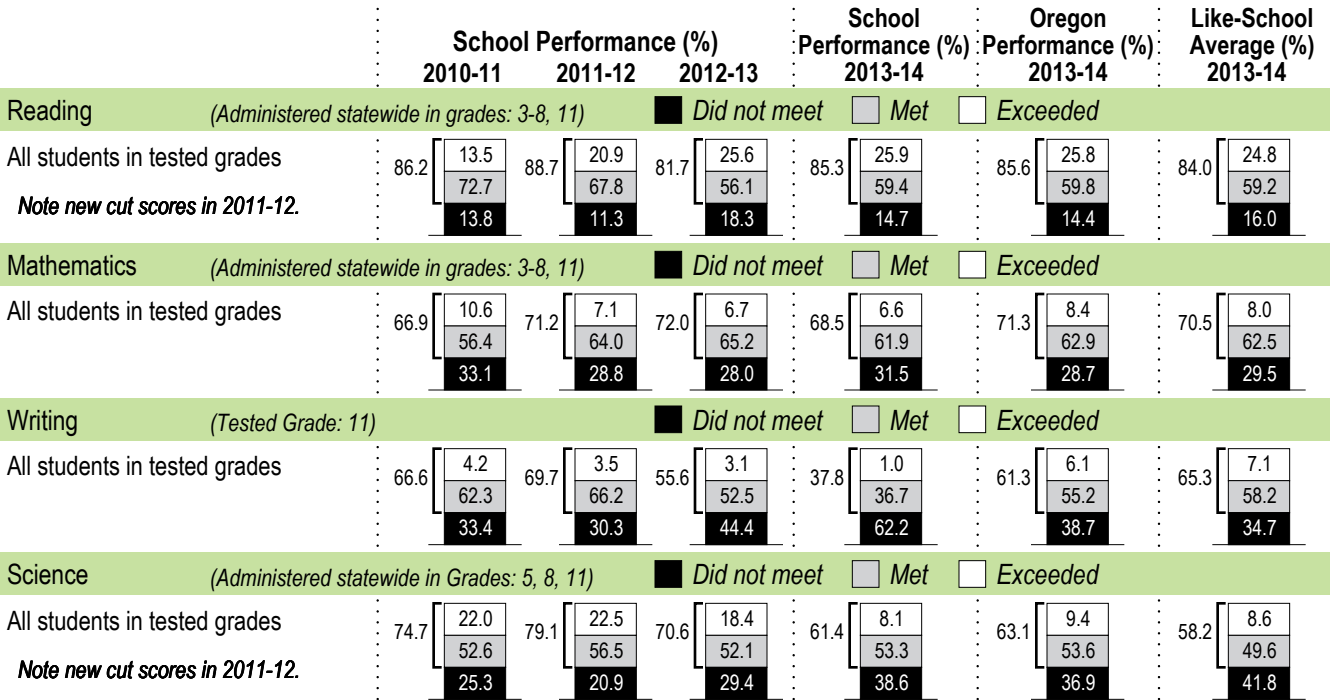 School Performance (%)
2010-11 2011-12 2012-13
School
Performance (%)
2013-14
Oregon
Performance (%)
2013-14
Like-School
Average (%)
2013-14
Reading (Administered statewide in grades: 3-8, 11) Did not meet Met Exceeded
All students in tested grades
Note new cut scores in 2011-12.
86.2 13.5 72.7 13.8
88.7 20.9 67.8 11.3
81.7 25.6 56.1 18.3
85.3 25.9 59.4 14.7
85.6 25.8 59.8 14.4
84.0 24.8 59.2 16.0
Mathematics (Administered statewide in grades: 3-8, 11) Did not meet Met Exceeded
All students in tested grades
66.9 10.6 56.4 33.1
71.2 7.1 64.0 28.8
72.0 6.7 65.2 28.0
68.5 6.6 61.9 31.5
71.3 8.4 62.9 28.7
70.5 8.0 62.5 29.5
Writing (Tested Grade: 11) Did not meet Met Exceeded
All students in tested grades
66.6 4.2 62.3 33.4
69.7 3.5 66.2 30.3
55.6 3.1 52.5 44.4
37.8 1.0 36.7 62.2
61.3 6.1 55.2 38.7
65.3 7.1 58.2 34.7
Science (Administered statewide in Grades: 5, 8, 11) Did not meet Met Exceeded
All students in tested grades
Note new cut scores in 2011-12.
74.7 22.0 52.6 25.3
79.1 22.5 56.5 20.9
70.6 18.4 52.1 29.4
61.4 8.1 53.3 38.6
63.1 9.4 53.6 36.9
58.2 8.6 49.6 41.8